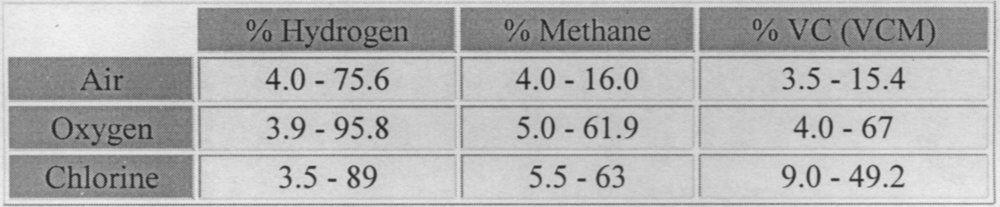 % Hydrogen % Methane % VC (VCM)
Air 4.0 - 75.6 4.0 - 16.0 3.5 - 15.4
Oxygen 3.9 - 95.8 5.0 - 61.9 4.0 - 67
Chlorine 3.5 - 89 5.5 - 63 9.0 - 49.2